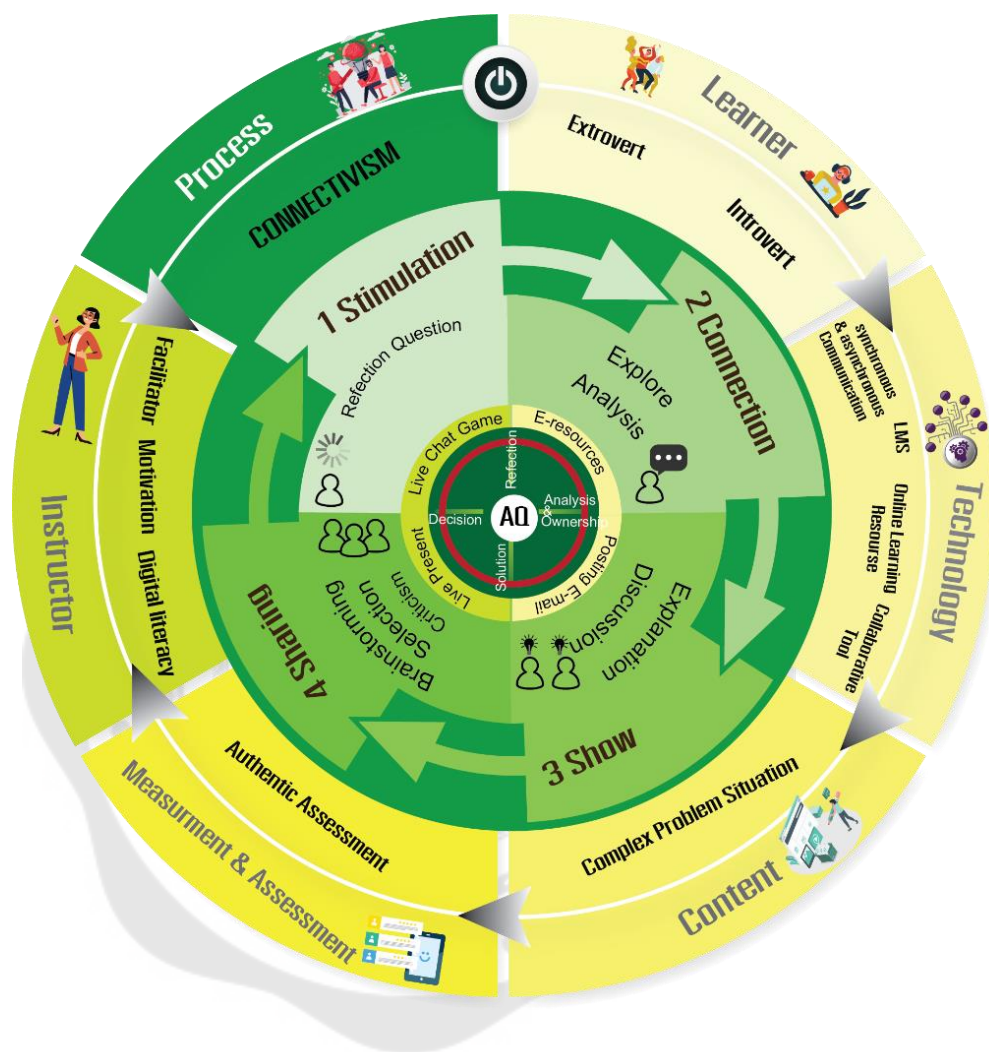 Process
CONNECTIVISM
Learner
Extrovert
Introvert
Technology
synchronous
& asynchronous
Communication
LMS
Online Learning
Resourse
Collaborative
Tool
Content
Complex Problem Situation
Measurment & Assessment
Authentic Assessment
Instructor
Facilitator
Motivation
Digital literacy
1 Stimulation
Refection Question
2 Connection
Explore
Analysis
3 Show
Explanation
Discussion
4 Sharing
Brainstorming
Selection
Criticism
Live Chat Game
E-resources
Posting E-mail
Live Present
Refection
Analysis
&
Ownership
Solution
Decision
AQ